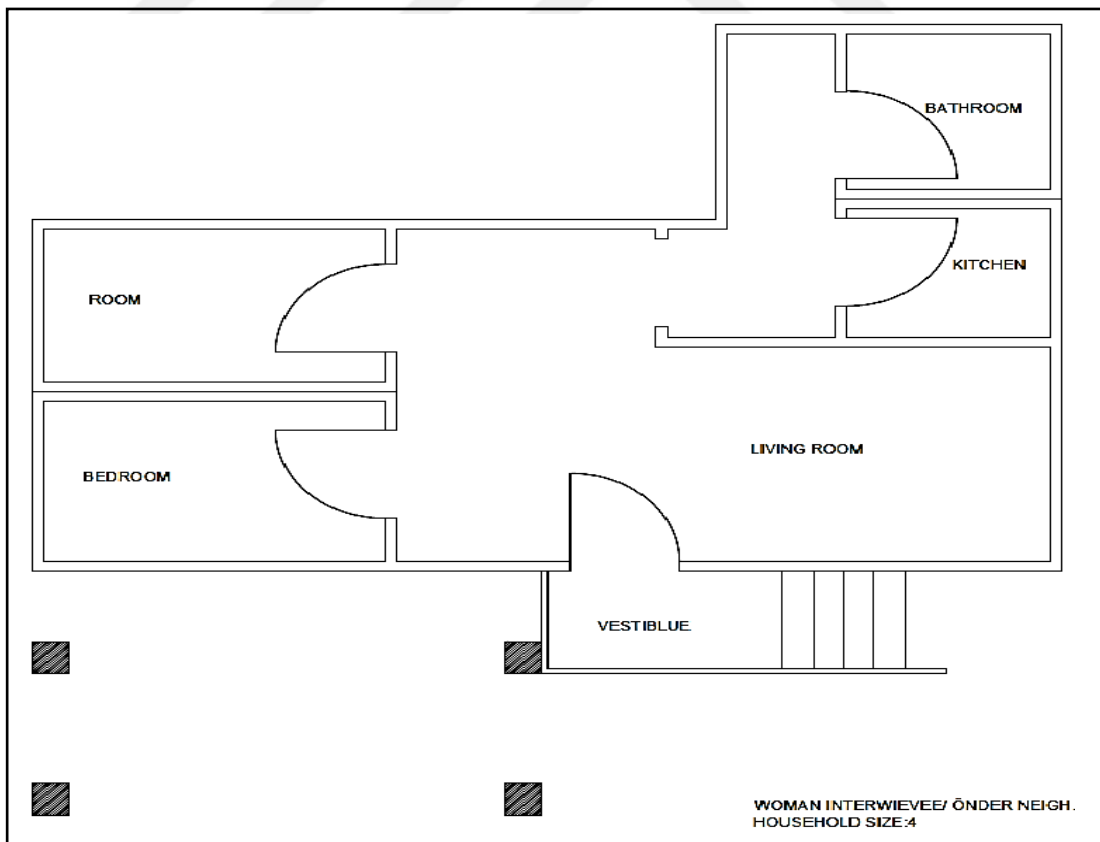 BATHROOM
KITCHEN
ROOM
LIVING ROOM
BEDROOM
VESTIBLUE
WOMAN INTERWIEVEE/ ÖNDER NEIGH.
HOUSEHOLD SIZE:4